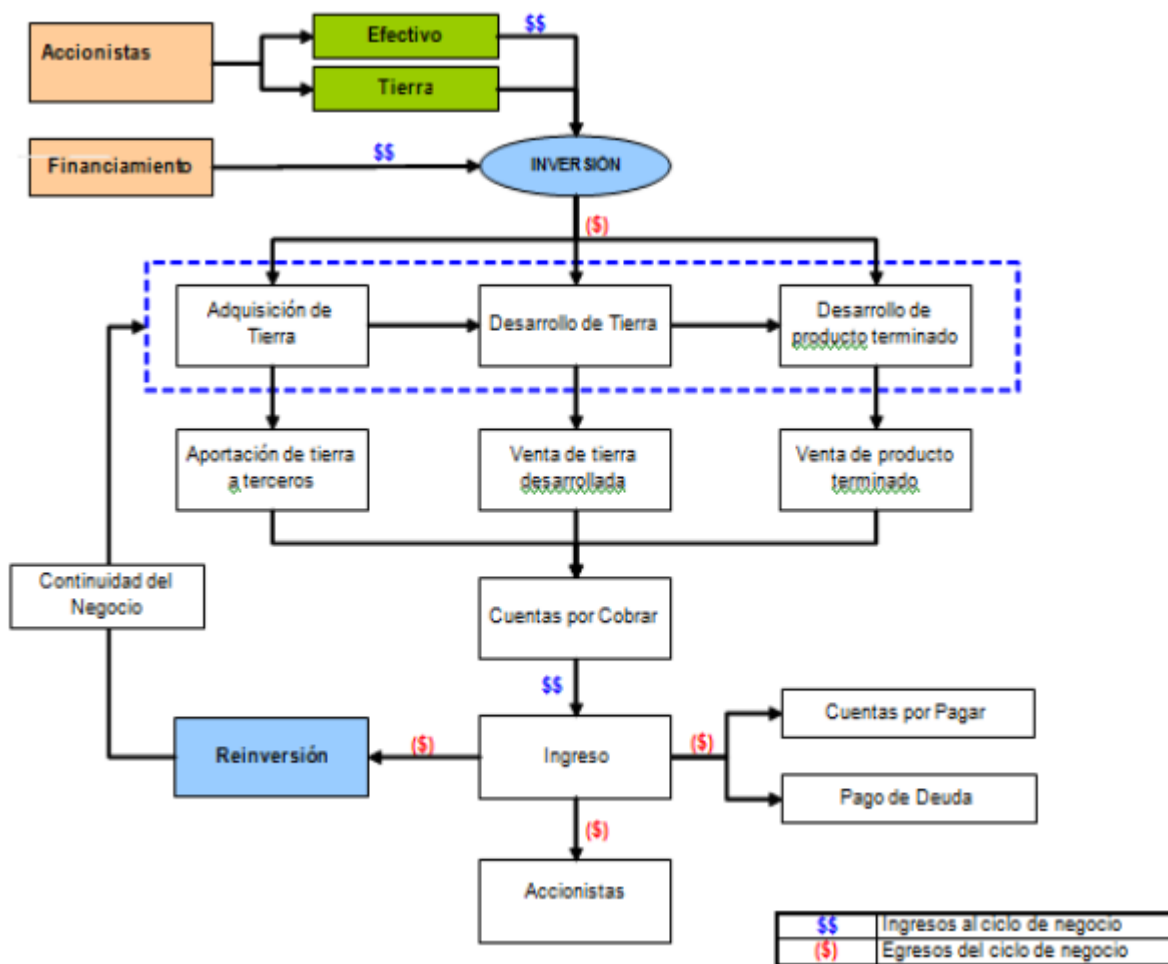 Accionistas
Efectivo
$$
Tierra
Financiamiento
$$
INVERSIÓN
($)
Adquisición de
Tierra
Desarrollo de Tierra
Desarrollo de
producto terminado
Aportación de tierra
a terceros
Venta de tierra
desarrollada
Venta de producto
terminado
Continuidad del
Negocio
Cuentas por Cobrar
$$
Reinversión
($)
Ingreso
($)
Cuentas por Pagar
Pago de Deuda
($)
Accionistas
$$ Ingresos al ciclo de negocio
($) Egresos del ciclo de negocio